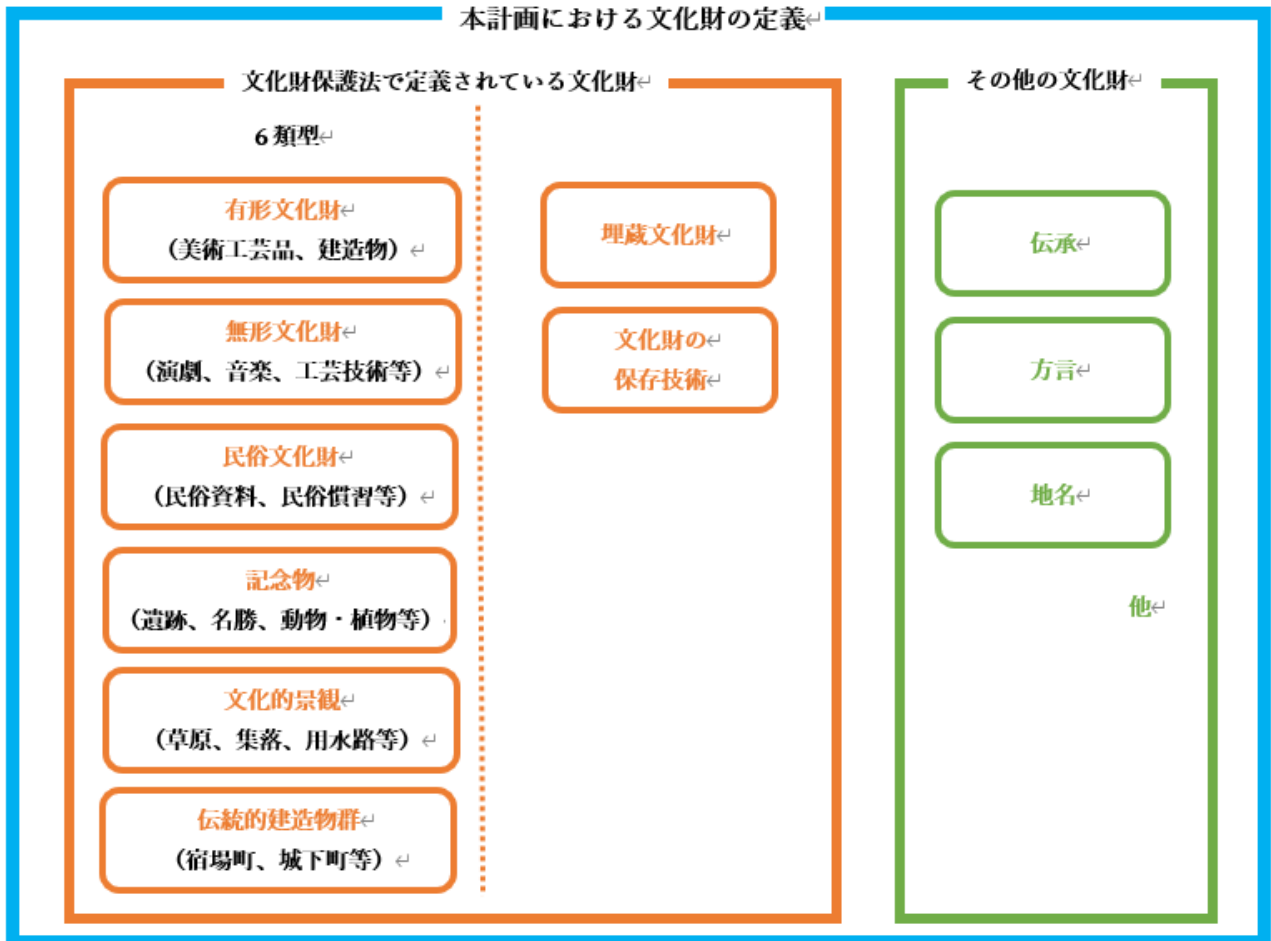 本計画における文化財の定義
文化財保護法で定義されている文化財
6類型
有形文化財
（美術工芸品、建造物）
無形文化財
（演劇、音楽、工芸技術等）
民俗文化財
（民俗資料、民俗慣習等）
記念物
（遺跡、名勝、動物・植物等）
文化的景観
（草原、集落、用水路等）
伝統的建造物群
（宿場町、城下町等）
埋蔵文化財
文化財の
保存技術
その他の文化財
伝承
方言
地名
他